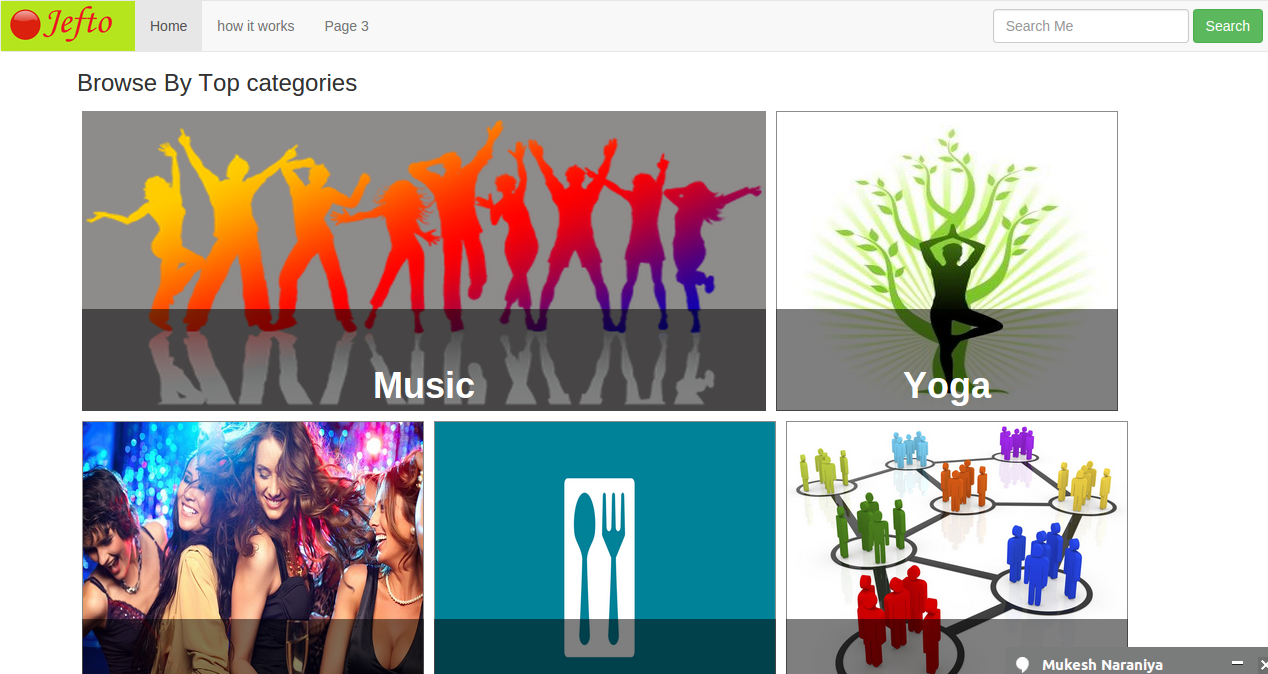 Jefto Home how it works Page 3 Search Me Search
Browse By Top categories
Music Yoga
Mukesh Naraniya